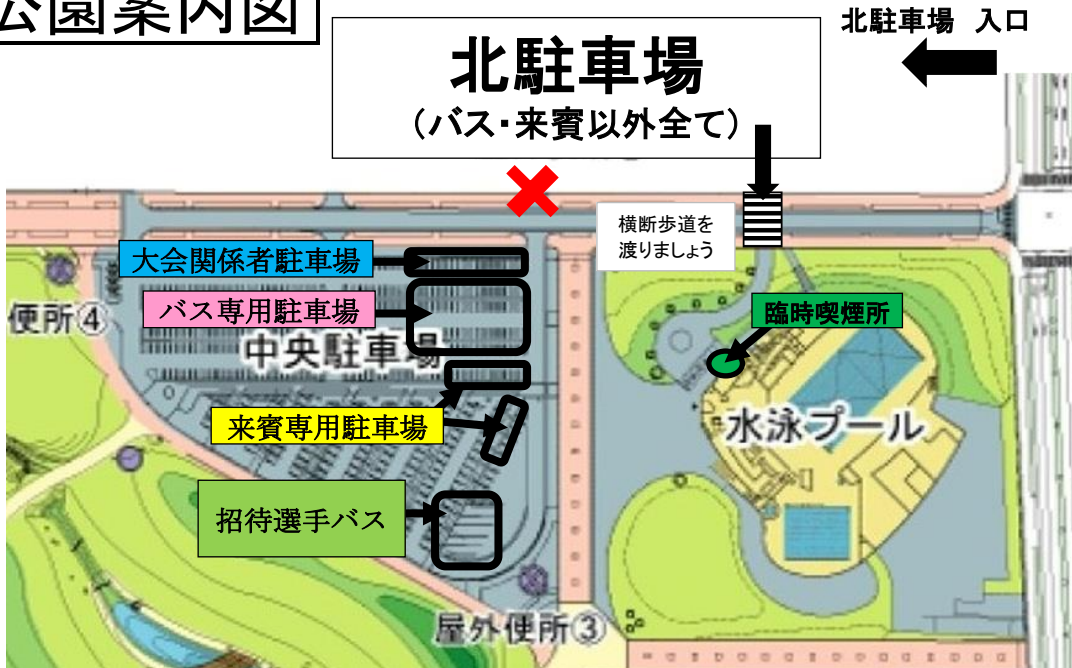 公園案内図
北駐車場 入口
北駐車場
（バス・来賓以外全て）
横断歩道を
渡りましょう
大会関係者駐車場
バス専用駐車場
臨時喫煙所
便所④
中央駐車場
来賓専用駐車場
水泳プール
招待選手バス
屋外便所③